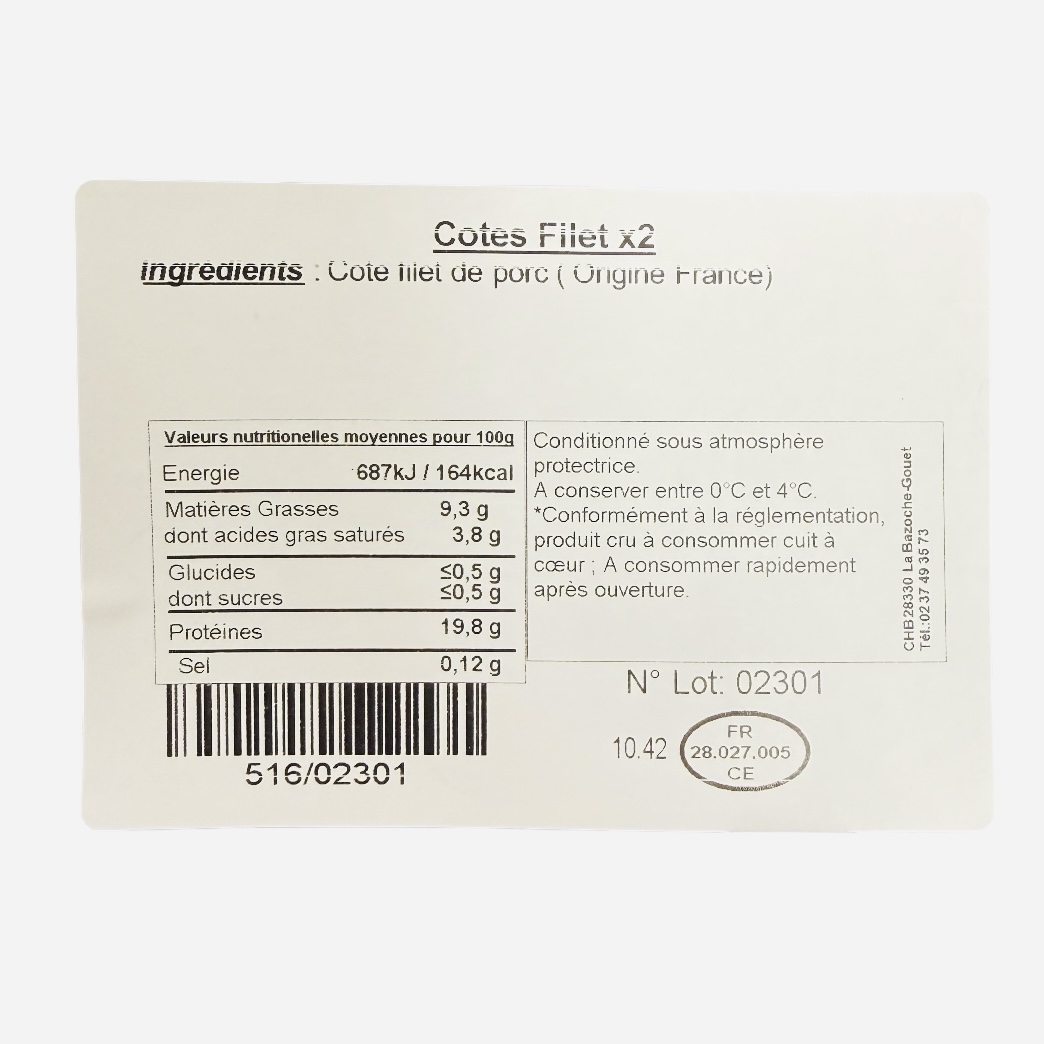 Cotes Filet x2
Ingrédients : Cote filet de porc ( Origine France)
Valeurs nutritionelles moyennes pour 100g
Energie 687kJ / 164kcal
Matières Grasses 9,3 g
dont acides gras saturés 3,8 g
Glucides ≤0,5 g
dont sucres ≤0,5 g
Protéines 19,8 g
Sel 0,12 g
Conditionné sous atmosphère
protectrice.
A conserver entre 0°C et 4°C.
*Conformément à la réglementation,
produit cru à consommer cuit à
cœur ; A consommer rapidement
après ouverture.
CHB28330 La Bazoche-Gouet
Tél.:02 37 49 35 73
516/02301
N° Lot: 02301
10.42
FR
28.027.005
CE